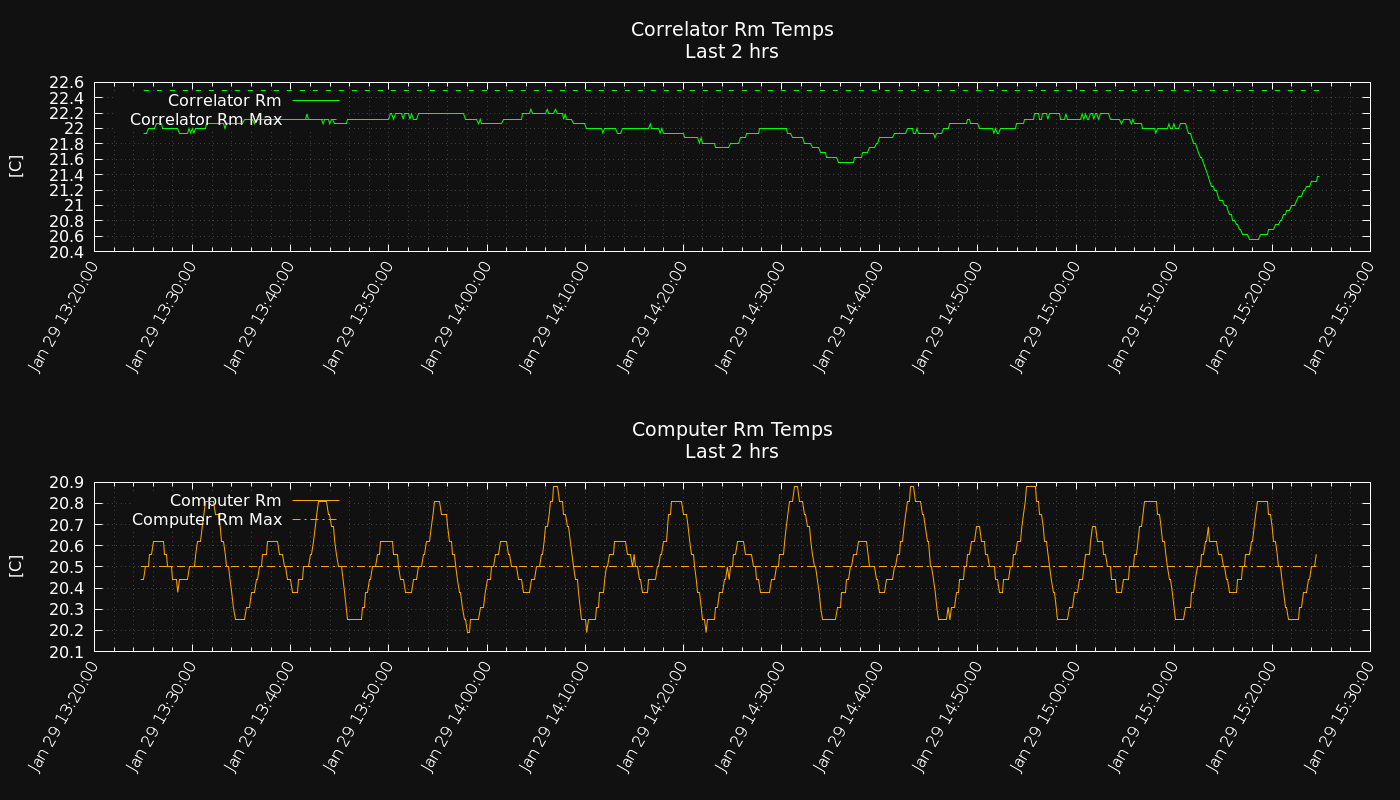 Correlator Rm Temps
Last 2 hrs
22.6
22.4
22.2
22
21.8
21.6
21.4
21.2
21
20.8
20.6
20.4
[C]
Correlator Rm
Correlator Rm Max
Jan 29 13:20:00
Jan 29 13:30:00
Jan 29 13:40:00
Jan 29 13:50:00
Jan 29 14:00:00
Jan 29 14:10:00
Jan 29 14:20:00
Jan 29 14:30:00
Jan 29 14:40:00
Jan 29 14:50:00
Jan 29 15:00:00
Jan 29 15:10:00
Jan 29 15:20:00
Jan 29 15:30:00
Computer Rm Temps
Last 2 hrs
20.9
20.8
20.7
20.6
20.5
20.4
20.3
20.2
20.1
[C]
Computer Rm
Computer Rm Max
Jan 29 13:20:00
Jan 29 13:30:00
Jan 29 13:40:00
Jan 29 13:50:00
Jan 29 14:00:00
Jan 29 14:10:00
Jan 29 14:20:00
Jan 29 14:30:00
Jan 29 14:40:00
Jan 29 14:50:00
Jan 29 15:00:00
Jan 29 15:10:00
Jan 29 15:20:00
Jan 29 15:30:00